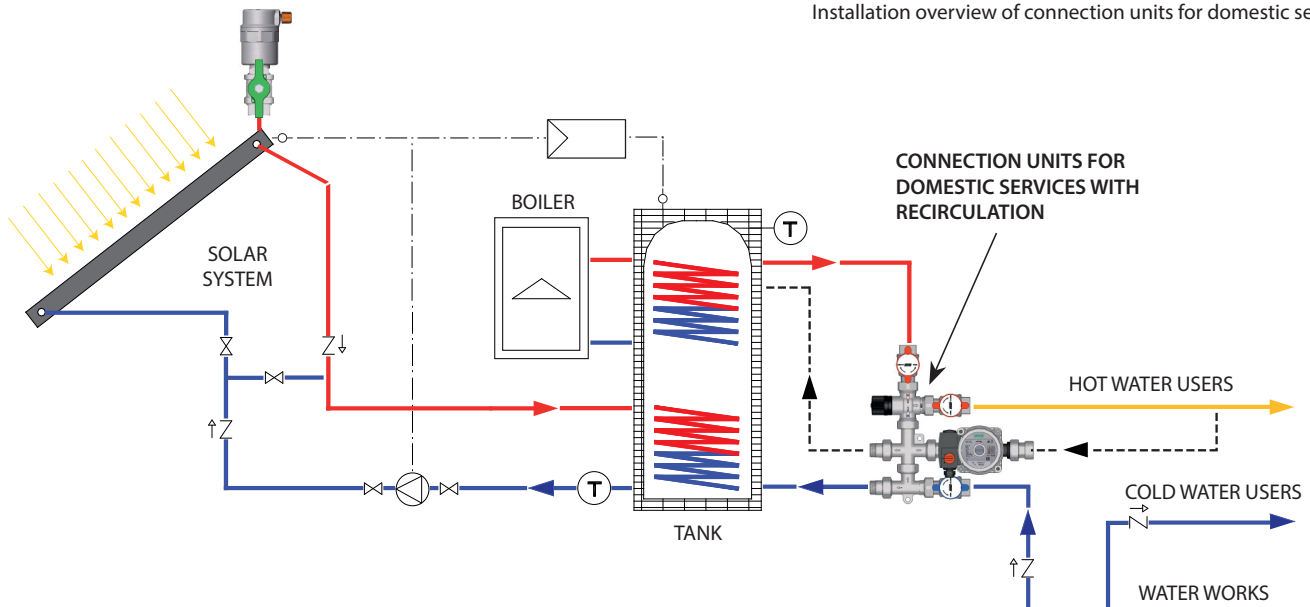 Installation overview of connection units for domestic se
CONNECTION UNITS FOR
DOMESTIC SERVICES WITH
RECIRCULATION
BOILER
T
SOLAR
SYSTEM
HOT WATER USERS
T
COLD WATER USERS
TANK
WATER WORKS